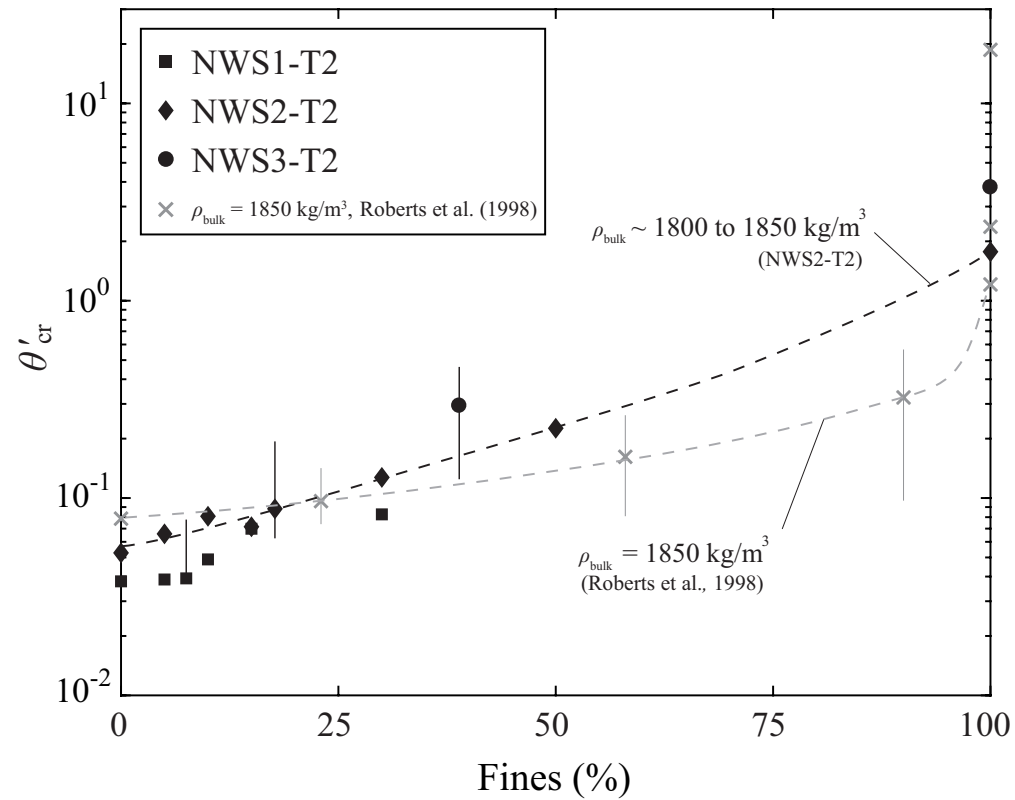 NWS1-T2
NWS2-T2
NWS3-T2
ρbulk = 1850 kg/m³, Roberts et al. (1998)
ρbulk ~ 1800 to 1850 kg/m³
(NWS2-T2)
ρbulk = 1850 kg/m³
(Roberts et al., 1998)
10¹
10⁰
10⁻¹
10⁻²
θ′cr
0 25 50 75 100
Fines (%)